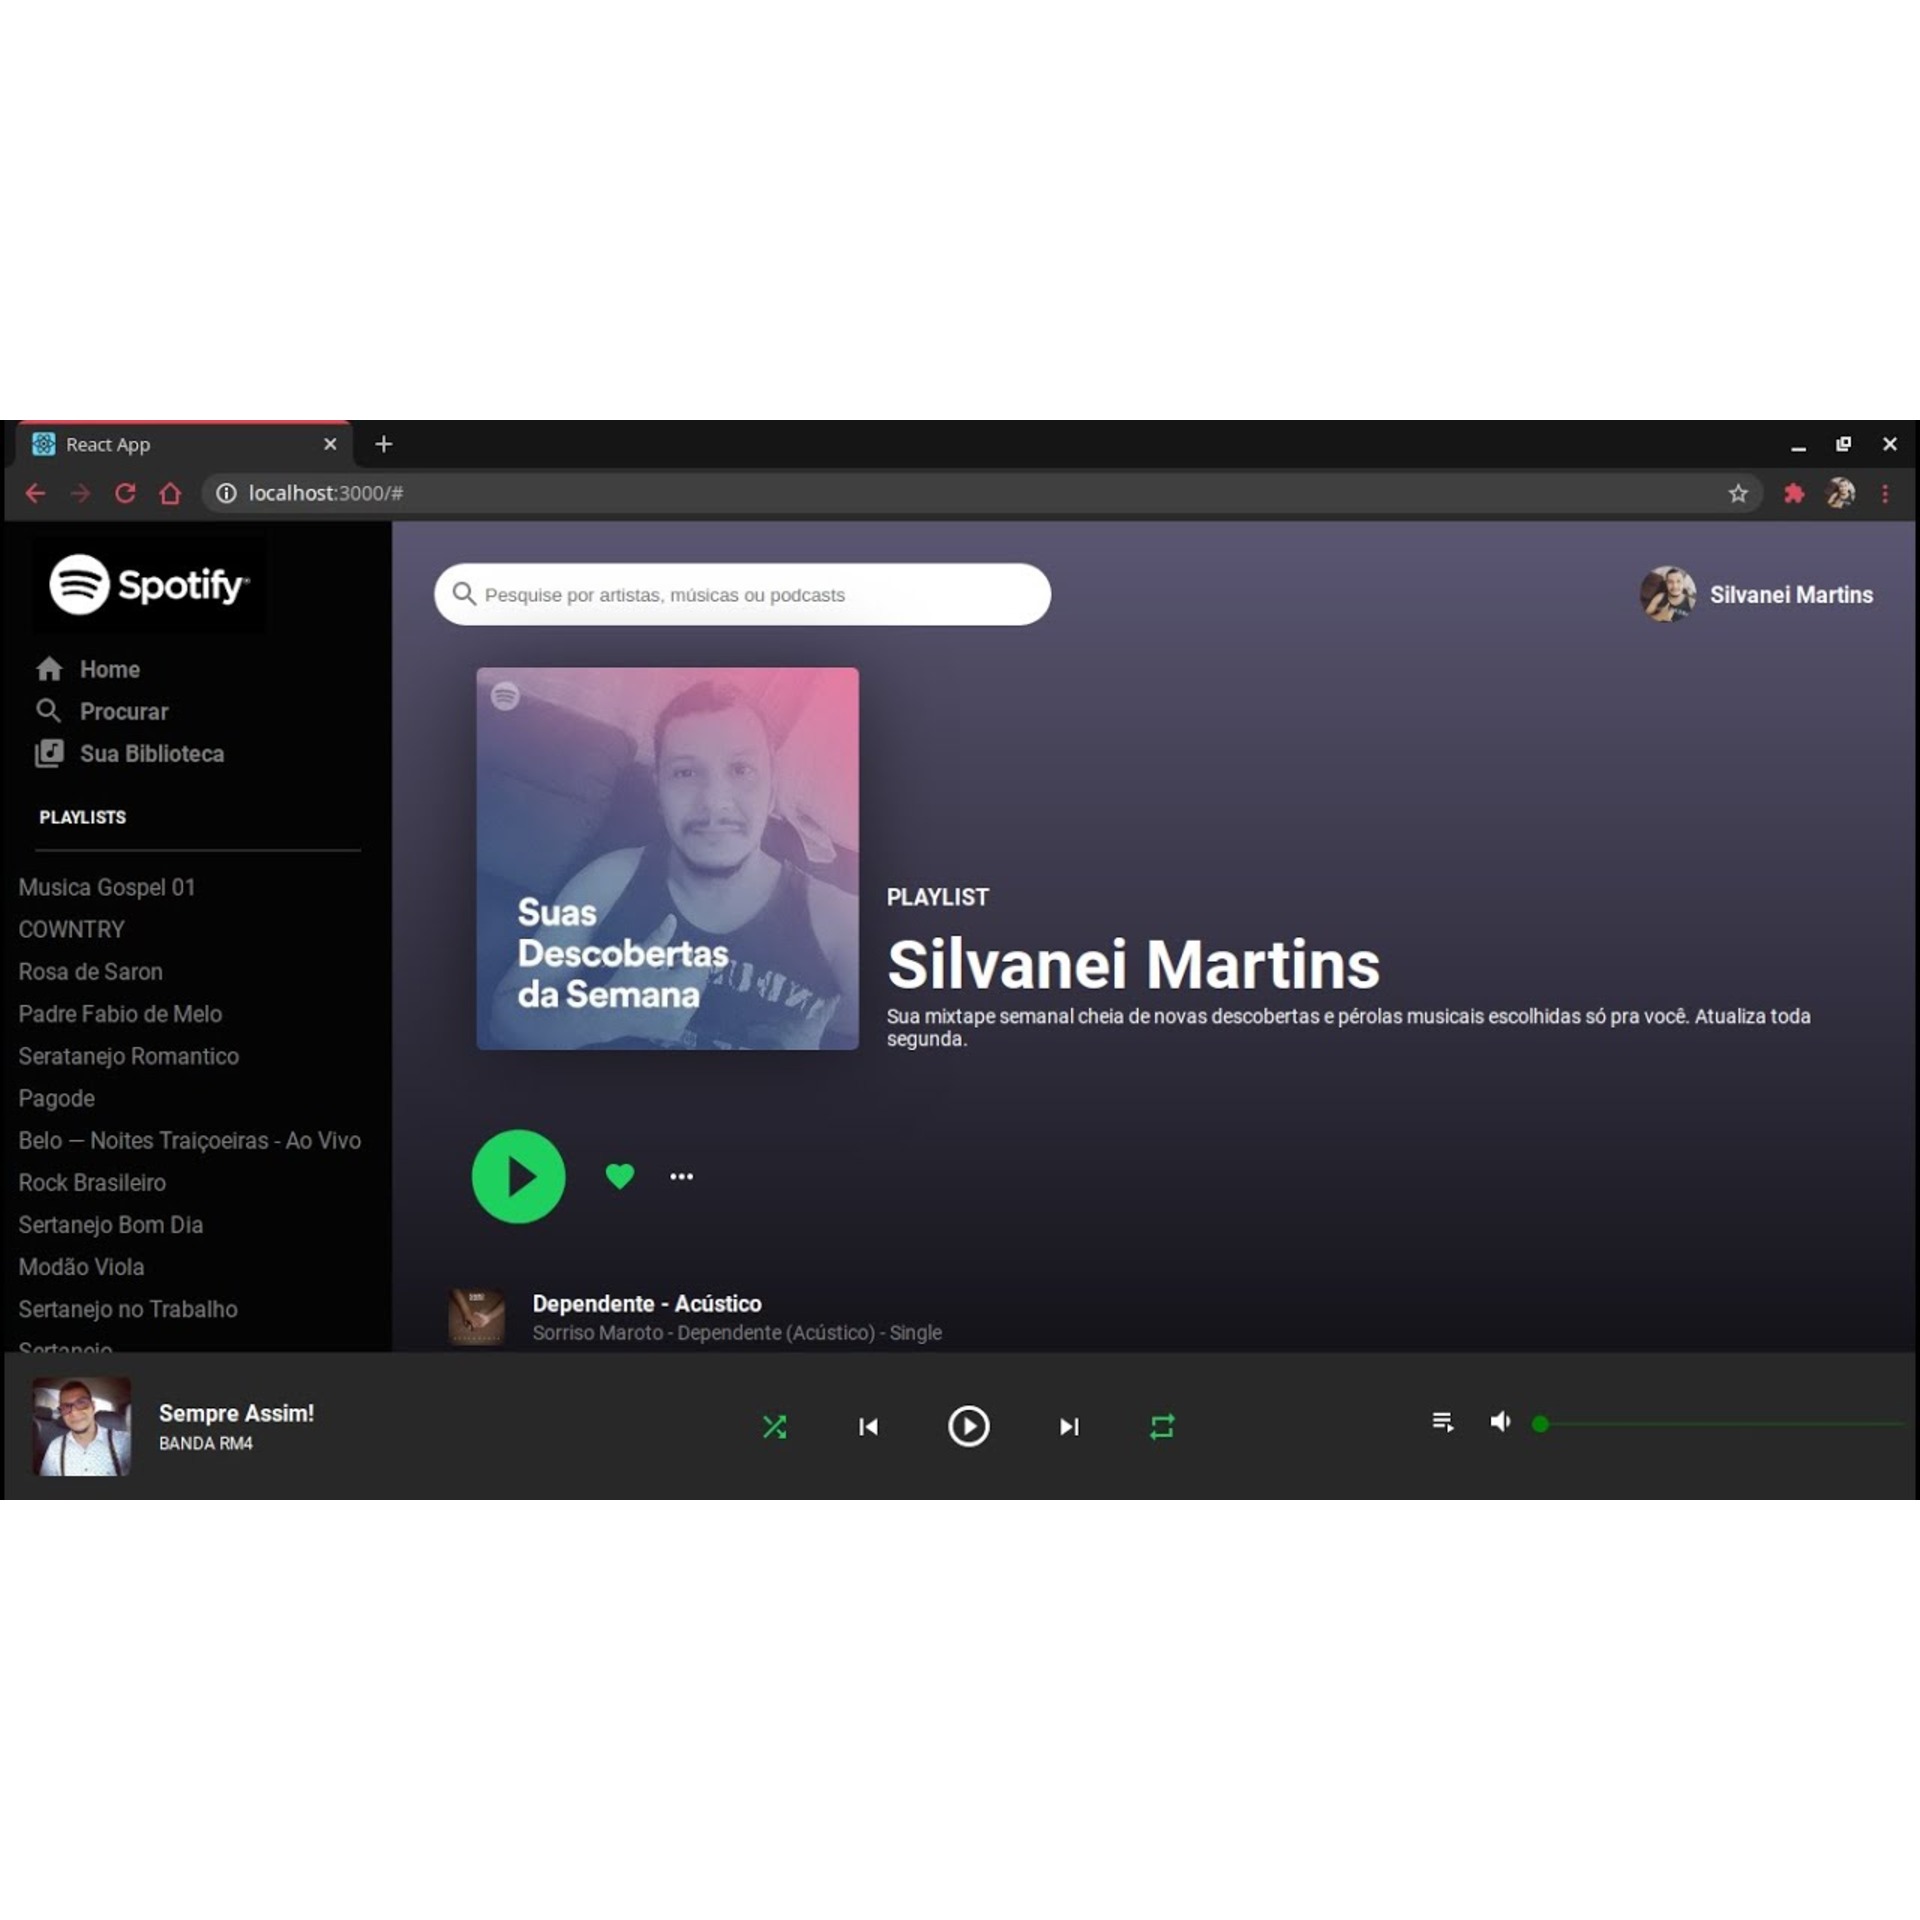 React App
localhost:3000/#
Spotify
Pesquise por artistas, músicas ou podcasts
Silvanei Martins
Home
Procurar
Sua Biblioteca
PLAYLISTS
Musica Gospel 01
COWNTRY
Rosa de Saron
Padre Fabio de Melo
Seratanejo Romantico
Pagode
Belo — Noites Traiçoeiras - Ao Vivo
Rock Brasileiro
Sertanejo Bom Dia
Modão Viola
Sertanejo no Trabalho
Sertanejo
Suas
Descobertas
da Semana
PLAYLIST
Silvanei Martins
Sua mixtape semanal cheia de novas descobertas e pérolas musicais escolhidas só pra você. Atualiza toda
segunda.
Dependente - Acústico
Sorriso Maroto - Dependente (Acústico) - Single
Sempre Assim!
BANDA RM4